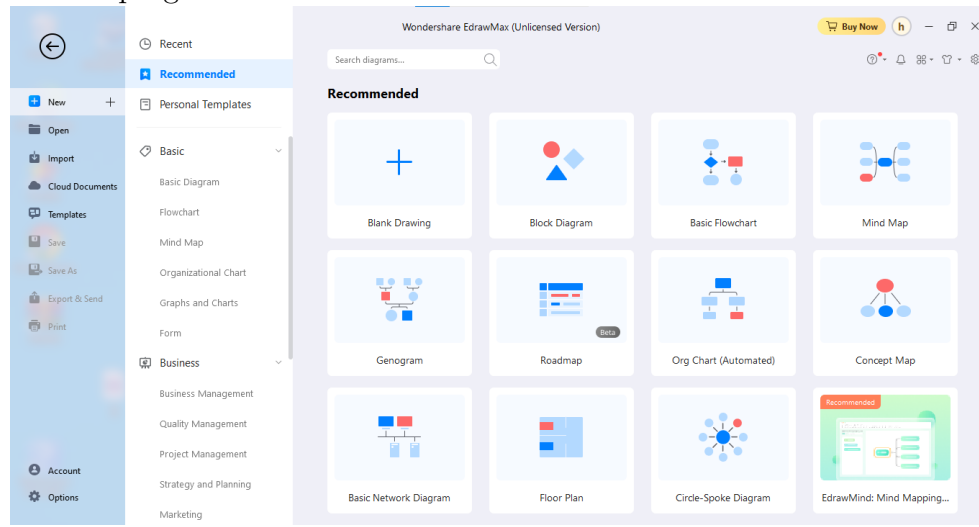 Wondershare EdrawMax (Unlicensed Version)
Buy Now
h
Recent
Search diagrams...
Recommended
Recommended
New
Personal Templates
Open
Import
Cloud Documents
Templates
Save
Save As
Export & Send
Print
Account
Options
Basic
Basic Diagram
Flowchart
Mind Map
Organizational Chart
Graphs and Charts
Form
Business
Business Management
Quality Management
Project Management
Strategy and Planning
Marketing
Blank Drawing
Block Diagram
Basic Flowchart
Mind Map
Beta
Genogram
Roadmap
Org Chart (Automated)
Concept Map
Recommended
Basic Network Diagram
Floor Plan
Circle-Spoke Diagram
EdrawMind: Mind Mapping...